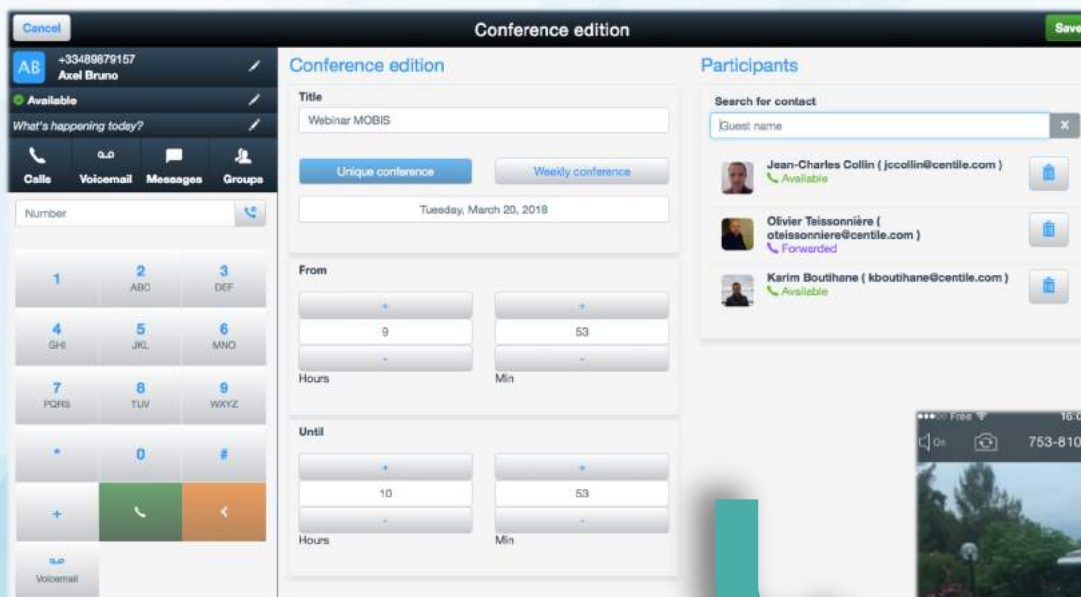 Cancel
Conference edition
Save
AB
+33489879157
Axel Bruno
Available
What's happening today?
Calls
Voicemail
Messages
Groups
Number
1
2
ABC
3
DEF
4
GHI
5
JKL
6
MNO
7
PQRS
8
TUV
9
WXYZ
*
0
#
+
<
Voicemail
Conference edition
Title
Webinar MOBIS
Unique conference
Weekly conference
Tuesday, March 20, 2018
From
+
+
9
53
-
-
Hours
Min
Until
+
+
10
53
-
-
Hours
Min
Participants
Search for contact
Guest name
x
Jean-Charles Collin ( jccollin@centile.com )
Available
Olivier Teissonnière (
oteissonniere@centile.com )
Forwarded
Karim Boutihane ( kboutihane@centile.com )
Available
Free
16:0
On
753-810